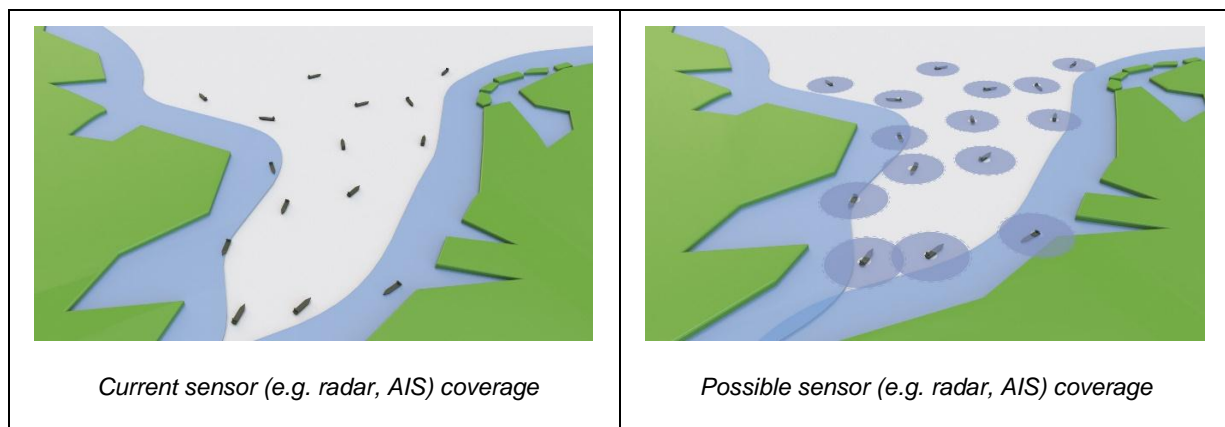 Current sensor (e.g. radar, AIS) coverage
Possible sensor (e.g. radar, AIS) coverage